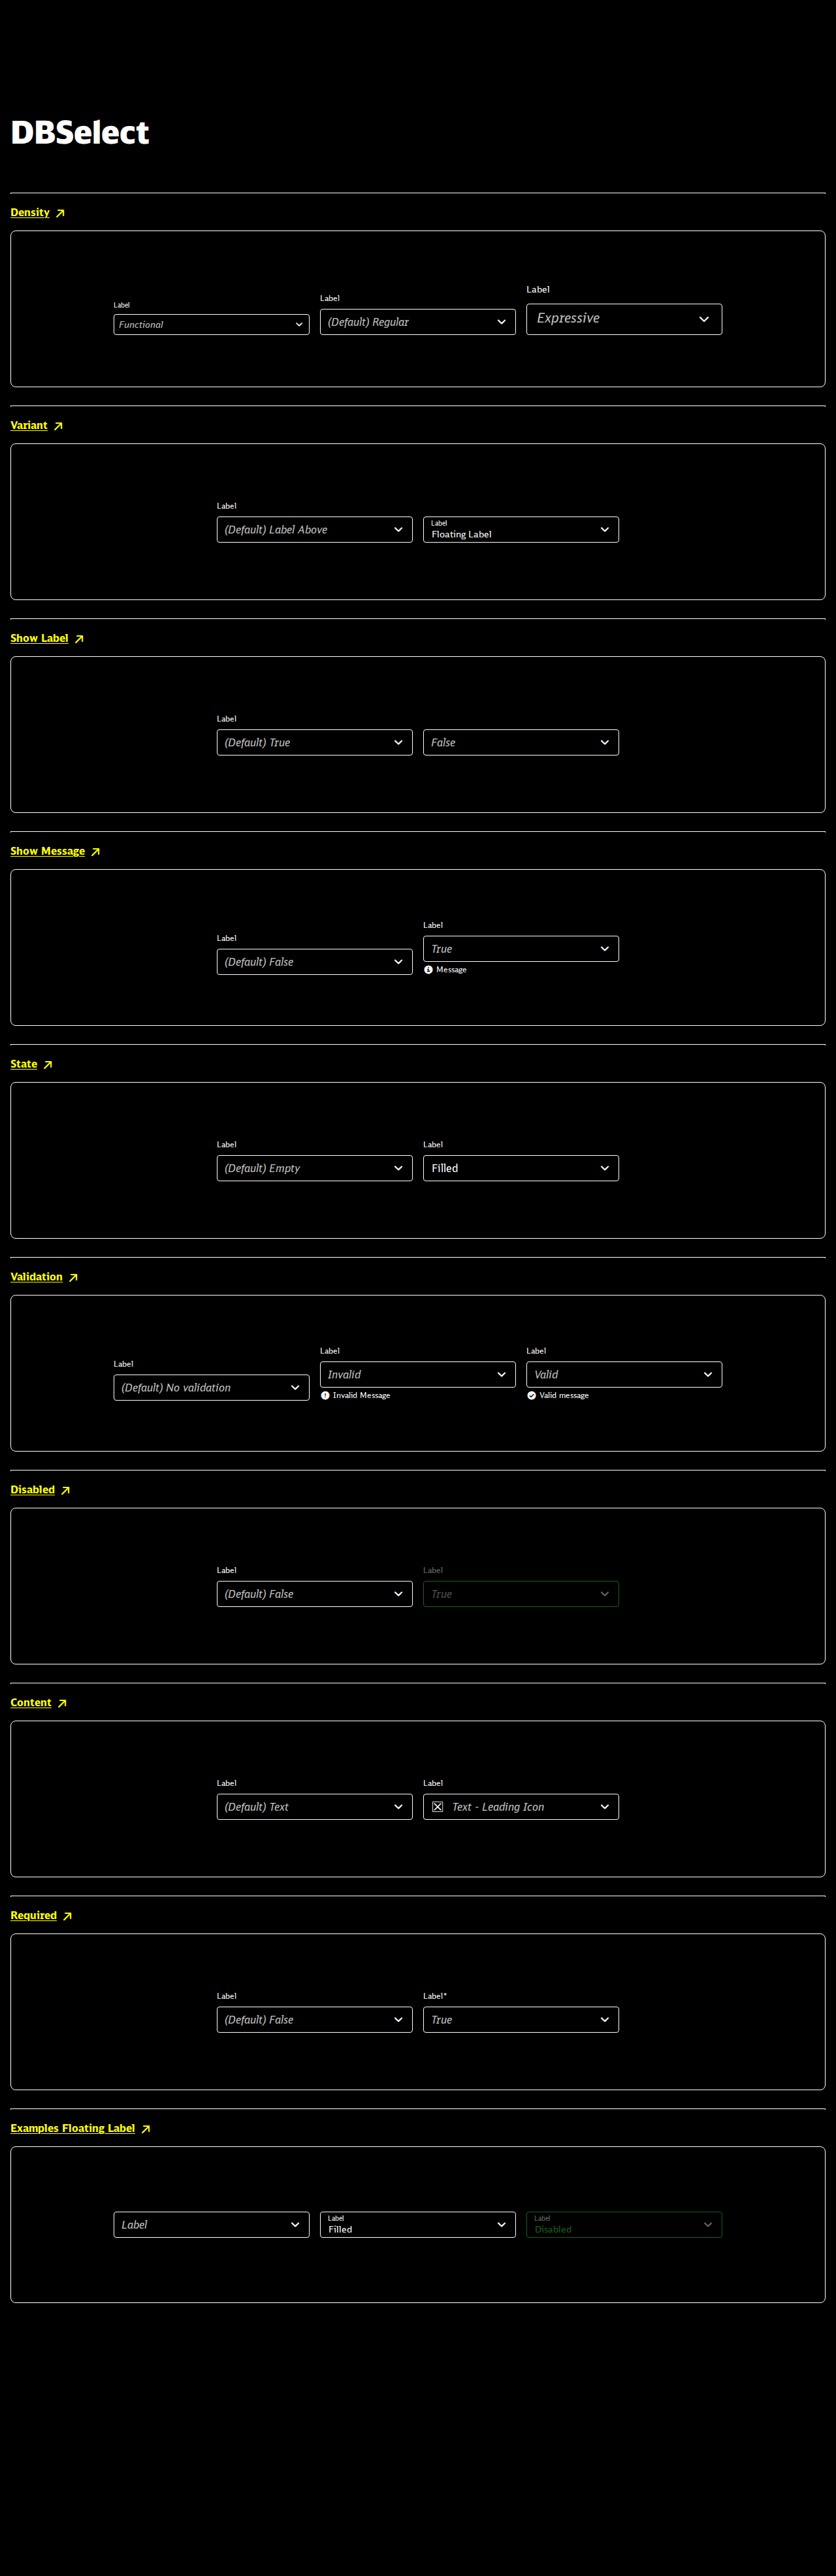 DBSelect
Density
Label
Functional
Label
(Default) Regular
Label
Expressive
Variant
Label
(Default) Label Above
Label
Floating Label
Show Label
Label
(Default) True
False
Show Message
Label
(Default) False
Label
True
Message
State
Label
(Default) Empty
Label
Filled
Validation
Label
(Default) No validation
Label
Invalid
Invalid Message
Label
Valid
Valid message
Disabled
Label
(Default) False
Label
True
Content
Label
(Default) Text
Label
Text - Leading Icon
Required
Label
(Default) False
Label*
True
Examples Floating Label
Label
Label
Filled
Label
Disabled